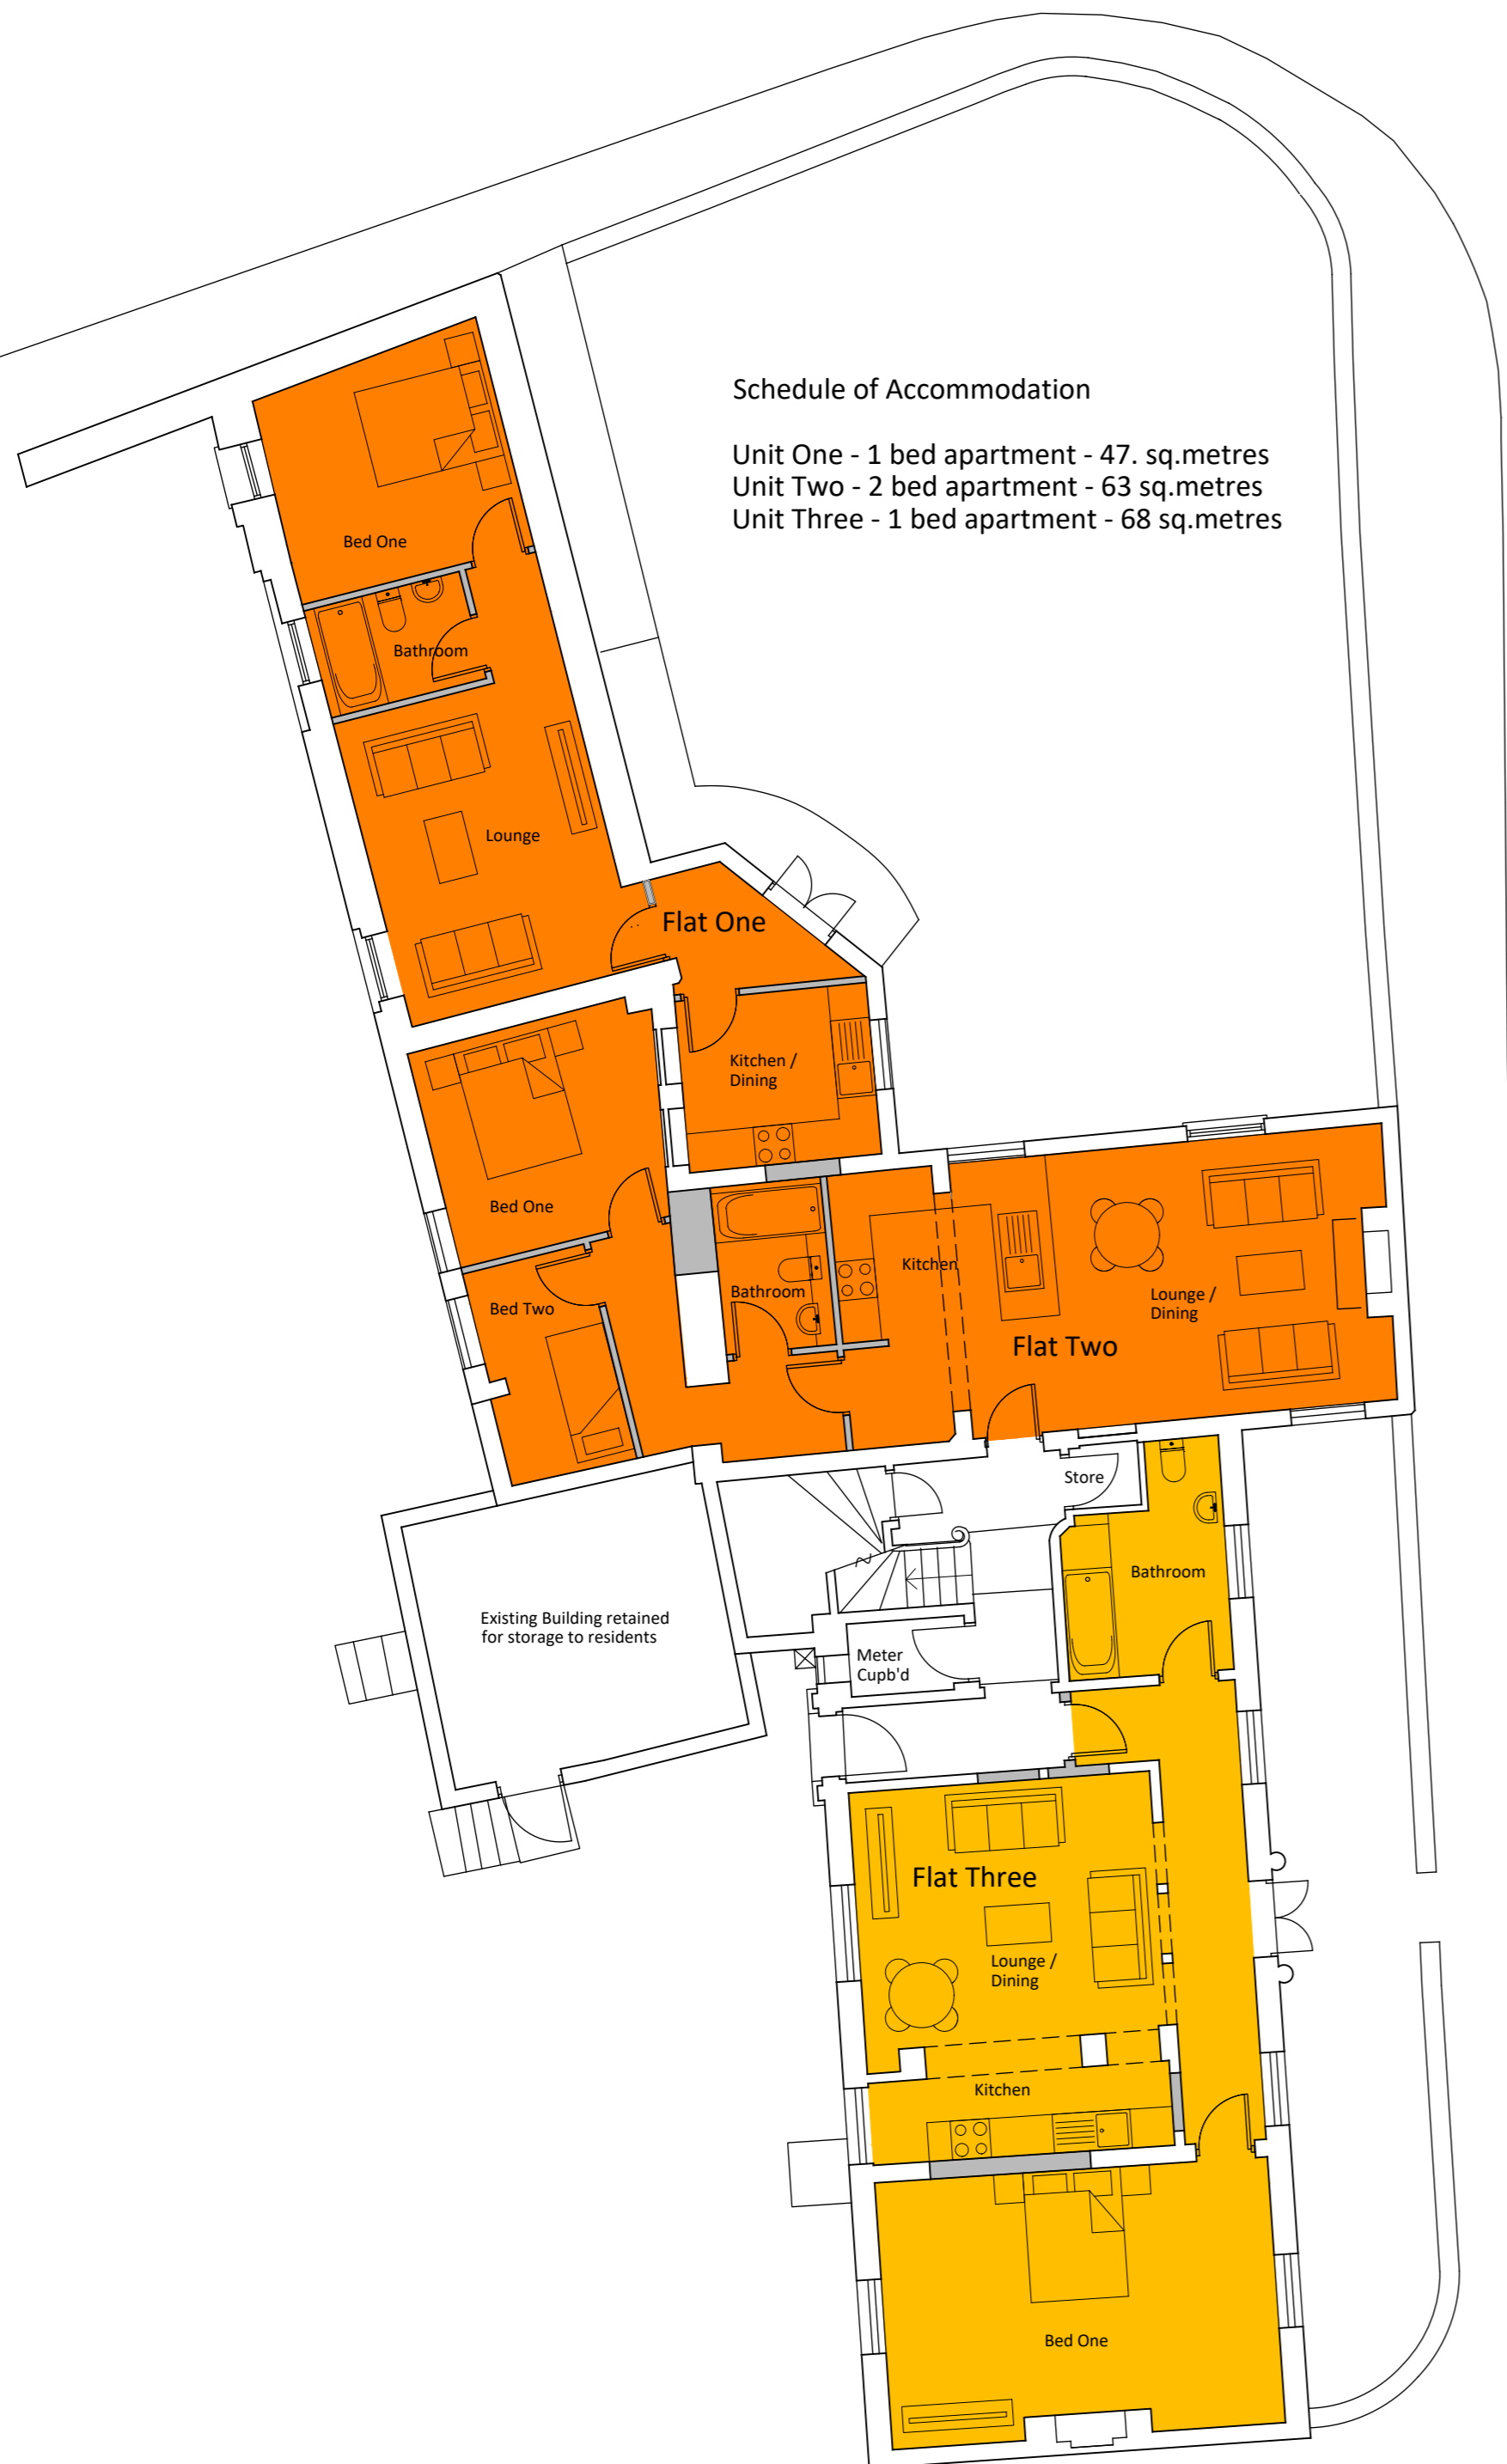 Schedule of Accommodation
Unit One - 1 bed apartment - 47. sq.metres
Unit Two - 2 bed apartment - 63 sq.metres
Unit Three - 1 bed apartment - 68 sq.metres
Bed One
Bathroom
Lounge
Flat One
Kitchen /
Dining
Bed One
Bed Two
Bathroom
Kitchen
Lounge /
Dining
Flat Two
Store
Bathroom
Existing Building retained
for storage to residents
Meter
Cupb'd
Flat Three
Lounge /
Dining
Kitchen
Bed One